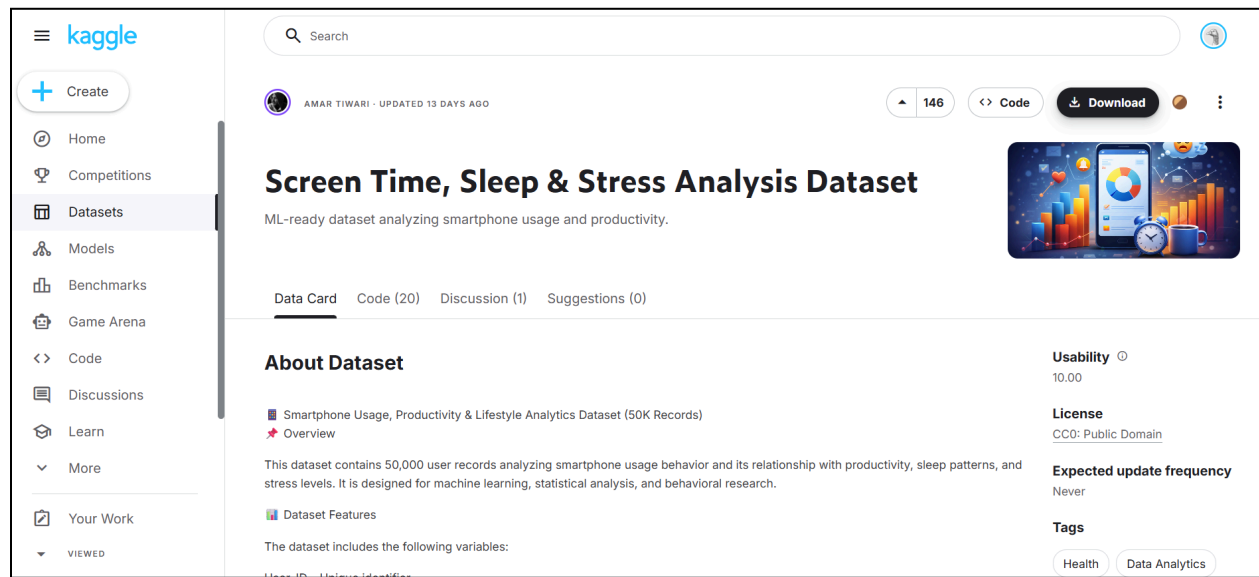 kaggle
Search
Create
Home
Competitions
Datasets
Models
Benchmarks
Game Arena
Code
Discussions
Learn
More
Your Work
VIEWED
AMAR TIWARI · UPDATED 13 DAYS AGO
146
<> Code
Download
Screen Time, Sleep & Stress Analysis Dataset
ML-ready dataset analyzing smartphone usage and productivity.
Data Card Code (20) Discussion (1) Suggestions (0)
About Dataset
Smartphone Usage, Productivity & Lifestyle Analytics Dataset (50K Records)
Overview
This dataset contains 50,000 user records analyzing smartphone usage behavior and its relationship with productivity, sleep patterns, and
stress levels. It is designed for machine learning, statistical analysis, and behavioral research.
Dataset Features
The dataset includes the following variables:
Usability
10.00
License
CC0: Public Domain
Expected update frequency
Never
Tags
Health Data Analytics